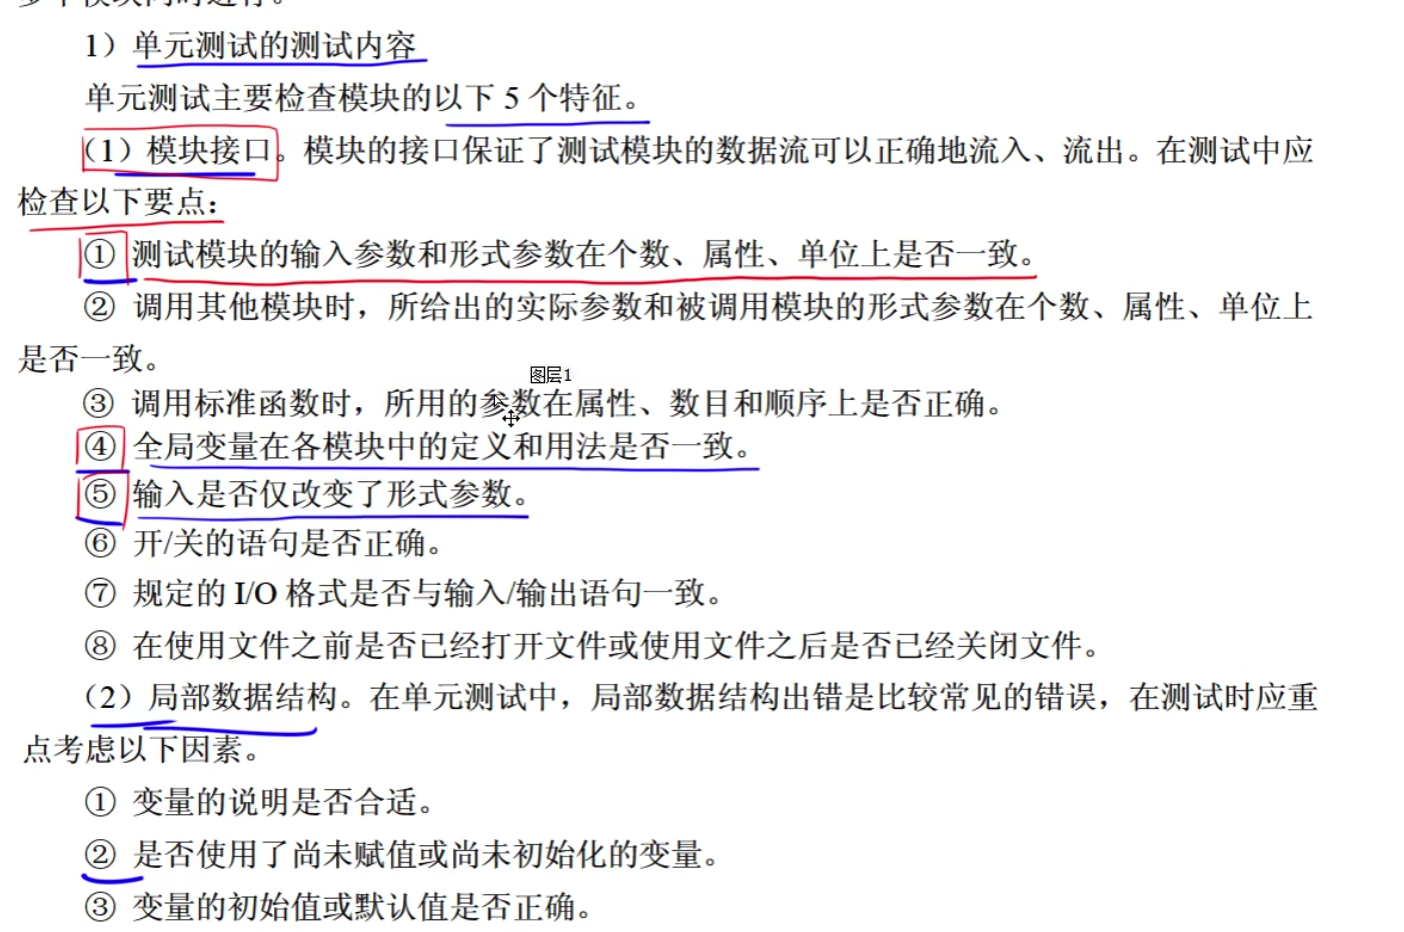 多个模块同时进行。
1）单元测试的测试内容
单元测试主要检查模块的以下 5 个特征。
（1）模块接口。模块的接口保证了测试模块的数据流可以正确地流入、流出。在测试中应
检查以下要点:
① 测试模块的输入参数和形式参数在个数、属性、单位上是否一致。
② 调用其他模块时，所给出的实际参数和被调用模块的形式参数在个数、属性、单位上
是否一致。
图层1
③ 调用标准函数时，所用的参数在属性、数目和顺序上是否正确。
④ 全局变量在各模块中的定义和用法是否一致。
⑤ 输入是否仅改变了形式参数。
⑥ 开/关的语句是否正确。
⑦ 规定的 I/O 格式是否与输入/输出语句一致。
⑧ 在使用文件之前是否已经打开文件或使用文件之后是否已经关闭文件。
（2）局部数据结构。在单元测试中，局部数据结构出错是比较常见的错误，在测试时应重
点考虑以下因素。
① 变量的说明是否合适。
② 是否使用了尚未赋值或尚未初始化的变量。
③ 变量的初始值或默认值是否正确。